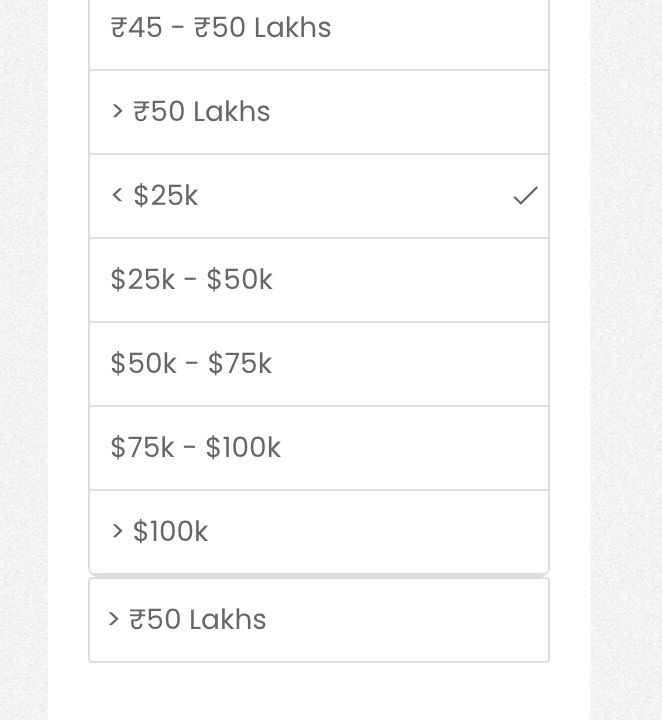 ₹45 - ₹50 Lakhs
> ₹50 Lakhs
< $25k
$25k - $50k
$50k - $75k
$75k - $100k
> $100k
> ₹50 Lakhs